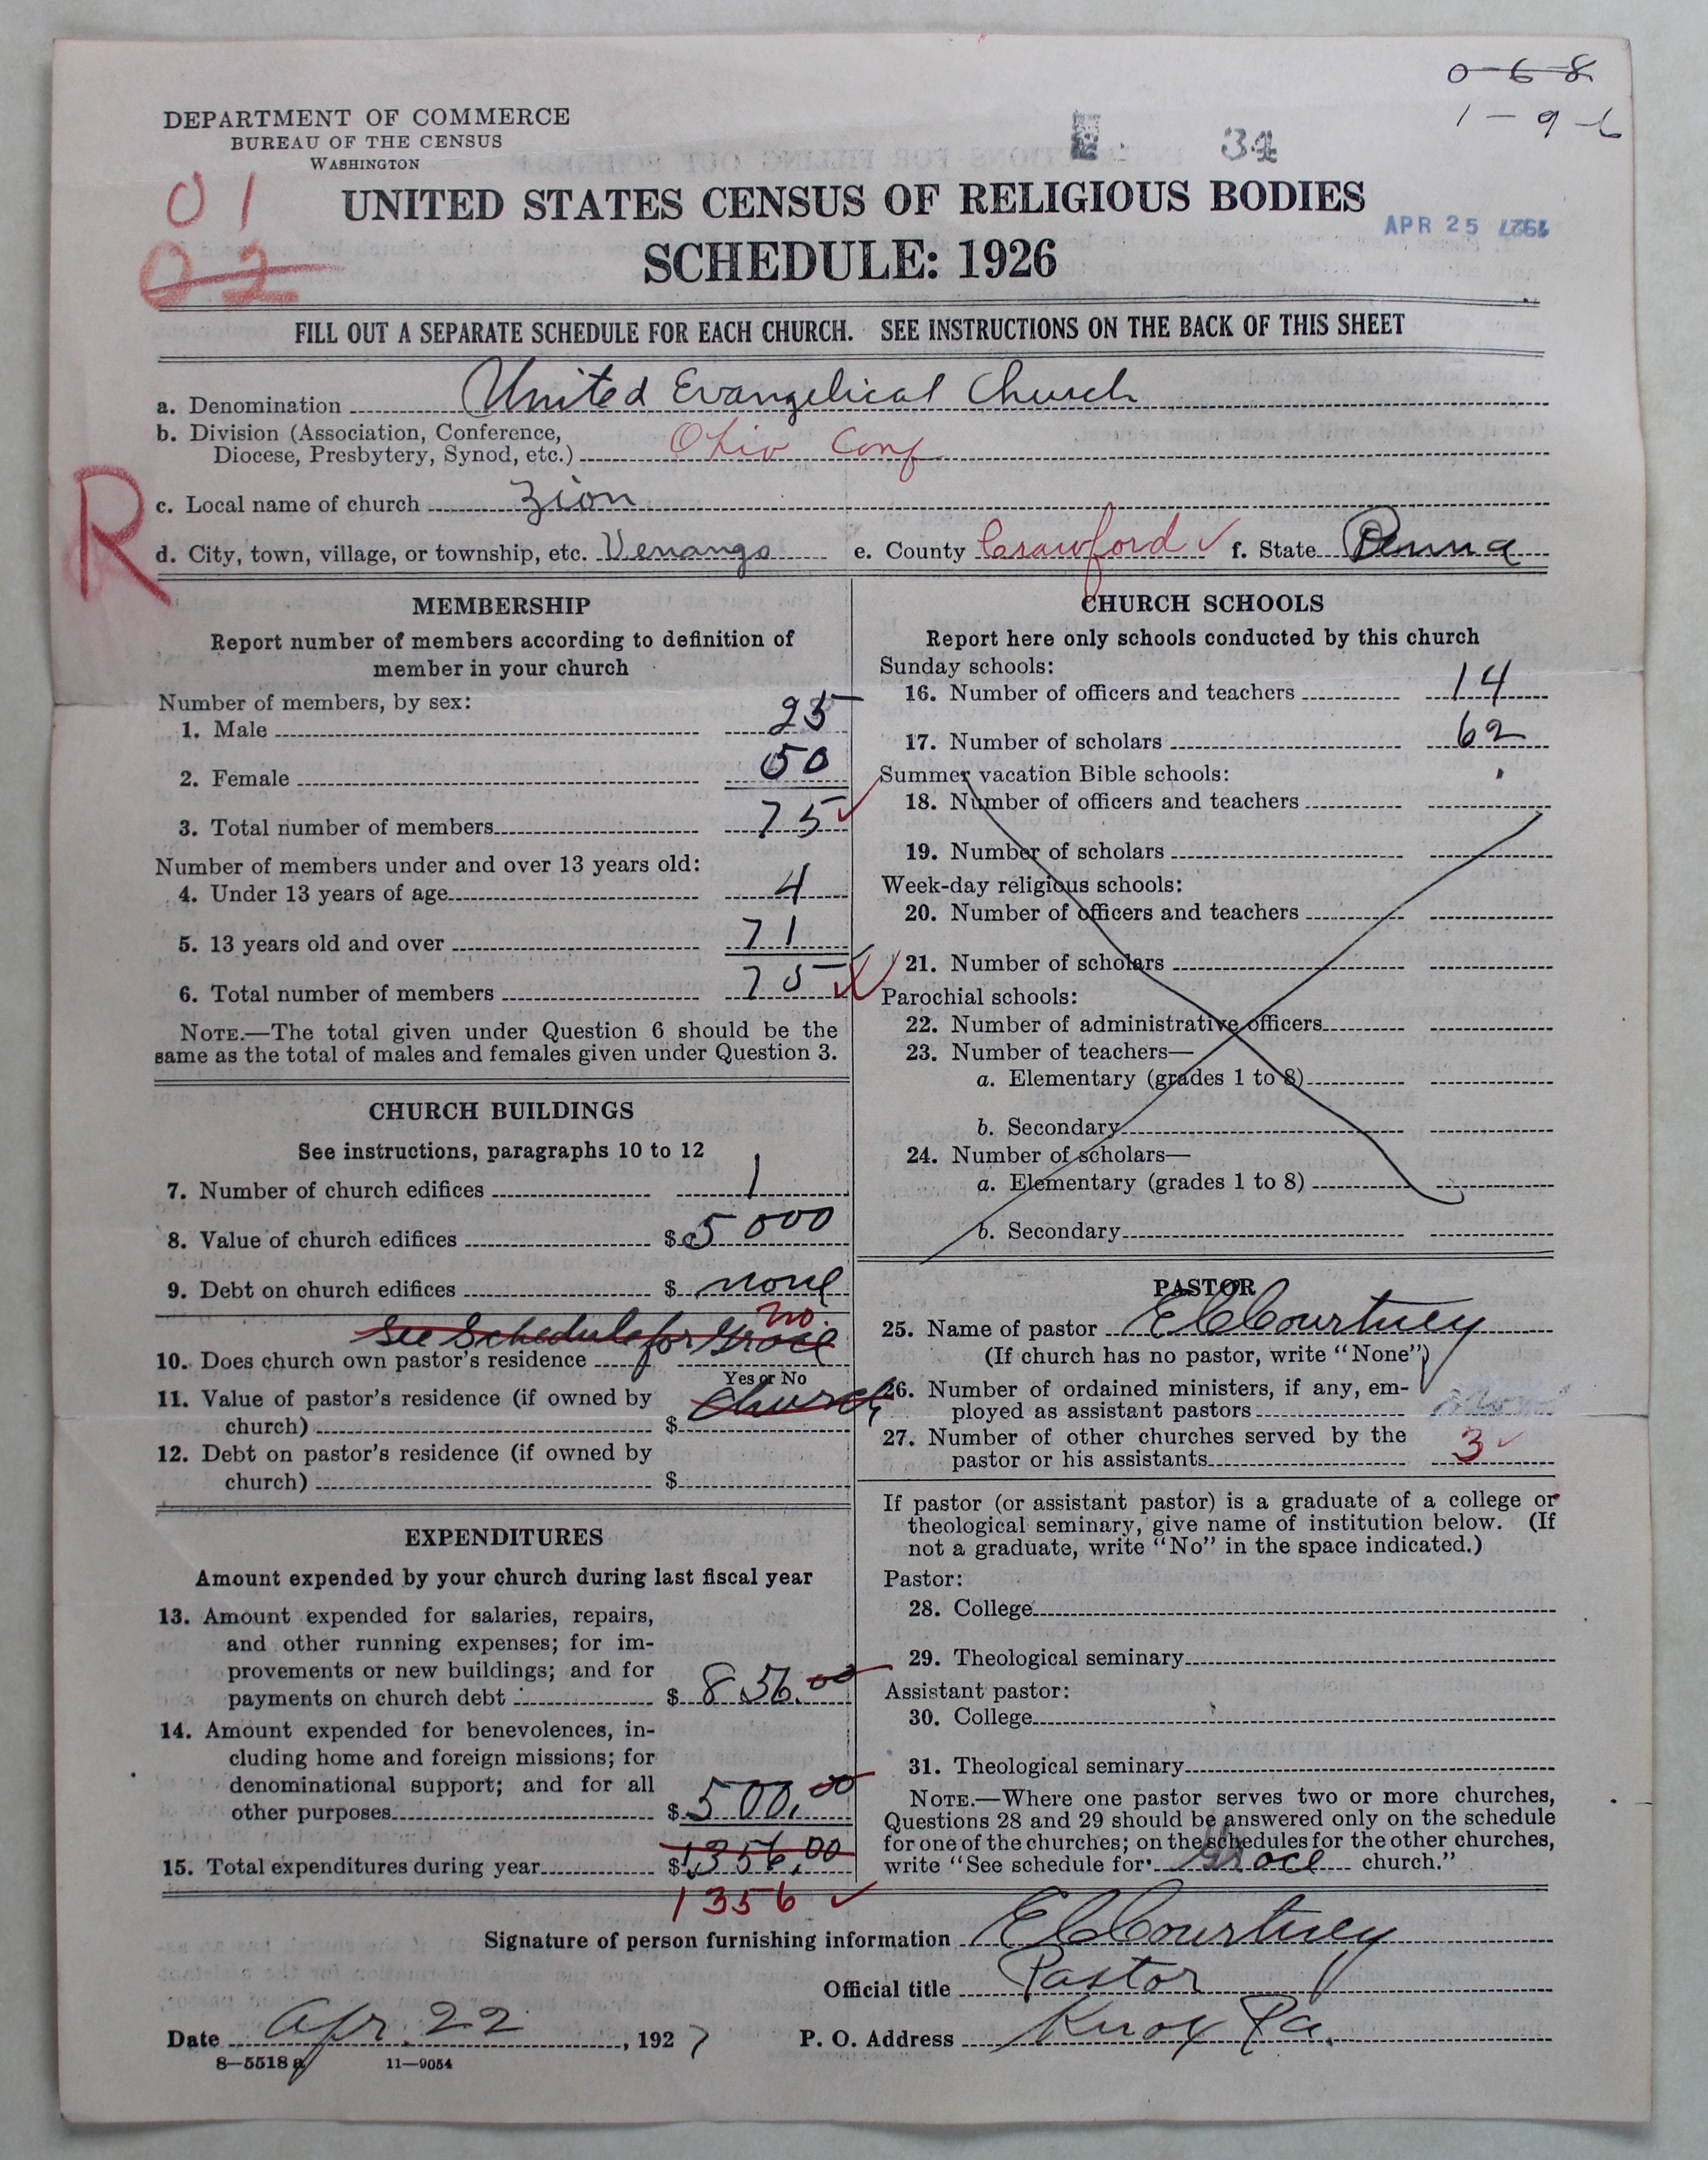 0-6-8
1-9-6
DEPARTMENT OF COMMERCE
BUREAU OF THE CENSUS
WASHINGTON
34
01
02
UNITED STATES CENSUS OF RELIGIOUS BODIES
APR 25 1927
SCHEDULE: 1926
FILL OUT A SEPARATE SCHEDULE FOR EACH CHURCH. SEE INSTRUCTIONS ON THE BACK OF THIS SHEET
a. Denomination United Evangelical Church
b. Division (Association, Conference,
Diocese, Presbytery, Synod, etc.) Ohio Conf
R
c. Local name of church Zion
d. City, town, village, or township, etc. Venango e. County Crawford ✓ f. State Penna
MEMBERSHIP
Report number of members according to definition of
member in your church
Number of members, by sex:
1. Male 25
2. Female 50
3. Total number of members 75 ✓
Number of members under and over 13 years old:
4. Under 13 years of age 4
5. 13 years old and over 71
6. Total number of members 75 ✓
NOTE.—The total given under Question 6 should be the
same as the total of males and females given under Question 3.
CHURCH BUILDINGS
See instructions, paragraphs 10 to 12
7. Number of church edifices 1
8. Value of church edifices $5000
9. Debt on church edifices $ none
no.
See Schedule for Grace
10. Does church own pastor's residence
Yes or No
11. Value of pastor's residence (if owned by
church) $ church
12. Debt on pastor's residence (if owned by
church) $
EXPENDITURES
Amount expended by your church during last fiscal year
13. Amount expended for salaries, repairs,
and other running expenses; for im-
provements or new buildings; and for
payments on church debt $ 856.00
14. Amount expended for benevolences, in-
cluding home and foreign missions; for
denominational support; and for all
other purposes $ 500.00
15. Total expenditures during year $1356.00
1356 ✓
CHURCH SCHOOLS
Report here only schools conducted by this church
Sunday schools:
16. Number of officers and teachers 14
17. Number of scholars 62
Summer vacation Bible schools:
18. Number of officers and teachers
19. Number of scholars
Week-day religious schools:
20. Number of officers and teachers
21. Number of scholars
Parochial schools:
22. Number of administrative officers
23. Number of teachers—
a. Elementary (grades 1 to 8)
b. Secondary
24. Number of scholars—
a. Elementary (grades 1 to 8)
b. Secondary
PASTOR
25. Name of pastor E C Courtney
(If church has no pastor, write "None")
26. Number of ordained ministers, if any, em-
ployed as assistant pastors
27. Number of other churches served by the
pastor or his assistants 3 ✓
If pastor (or assistant pastor) is a graduate of a college or
theological seminary, give name of institution below. (If
not a graduate, write "No" in the space indicated.)
Pastor:
28. College
29. Theological seminary
Assistant pastor:
30. College
31. Theological seminary
NOTE.—Where one pastor serves two or more churches,
Questions 28 and 29 should be answered only on the schedule
for one of the churches; on the schedules for the other churches,
write "See schedule for Grace church."
Signature of person furnishing information E C Courtney
Official title Pastor
Date Apr. 22, 1927 P. O. Address Knox Pa.
8—5518 a 11—9054